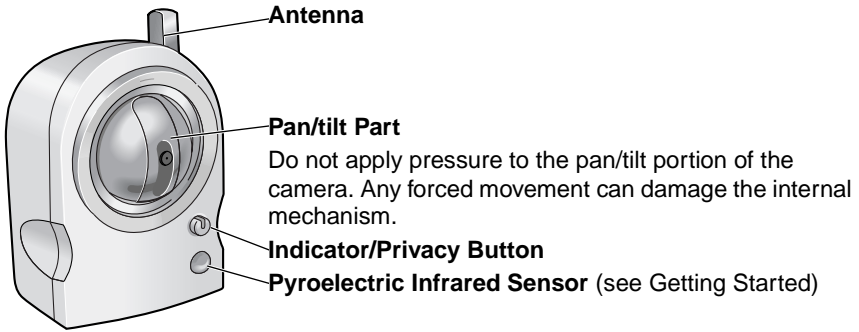 Antenna
Pan/tilt Part
Do not apply pressure to the pan/tilt portion of the
camera. Any forced movement can damage the internal
mechanism.
Indicator/Privacy Button
Pyroelectric Infrared Sensor (see Getting Started)